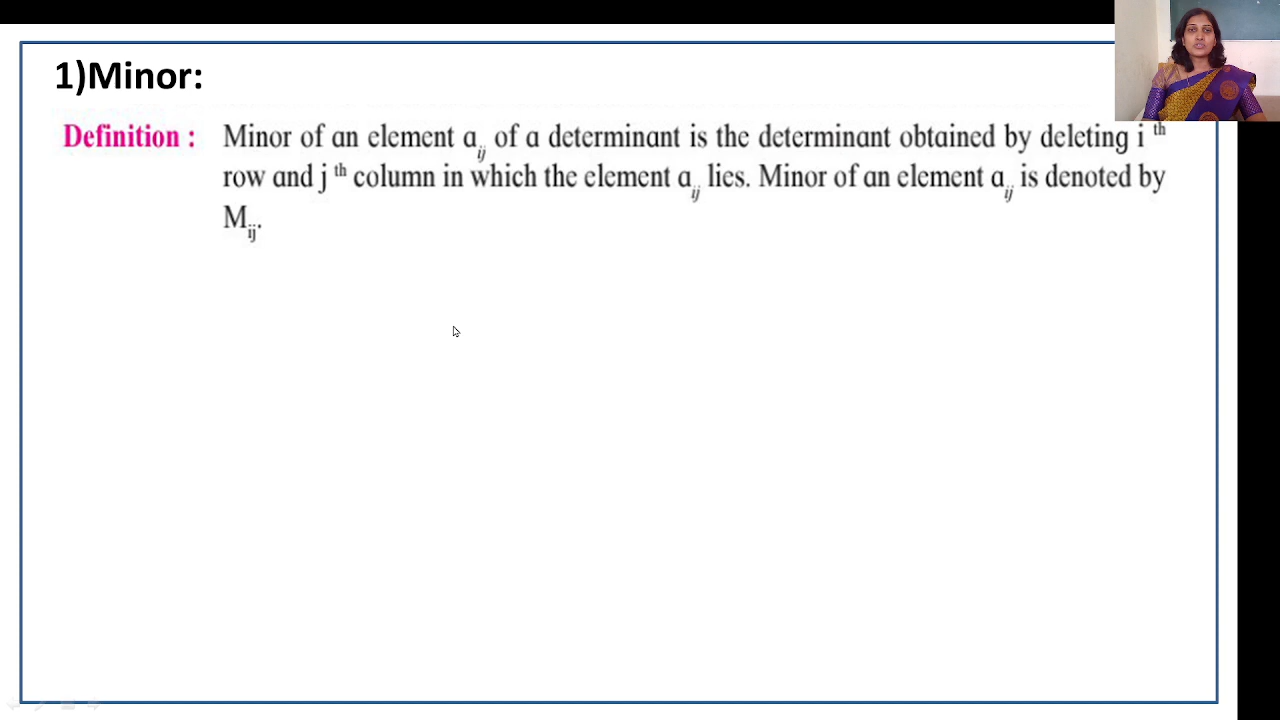 1)Minor:
Definition : Minor of an element aij of a determinant is the determinant obtained by deleting i th
row and j th column in which the element aij lies. Minor of an element aij is denoted by
Mij.